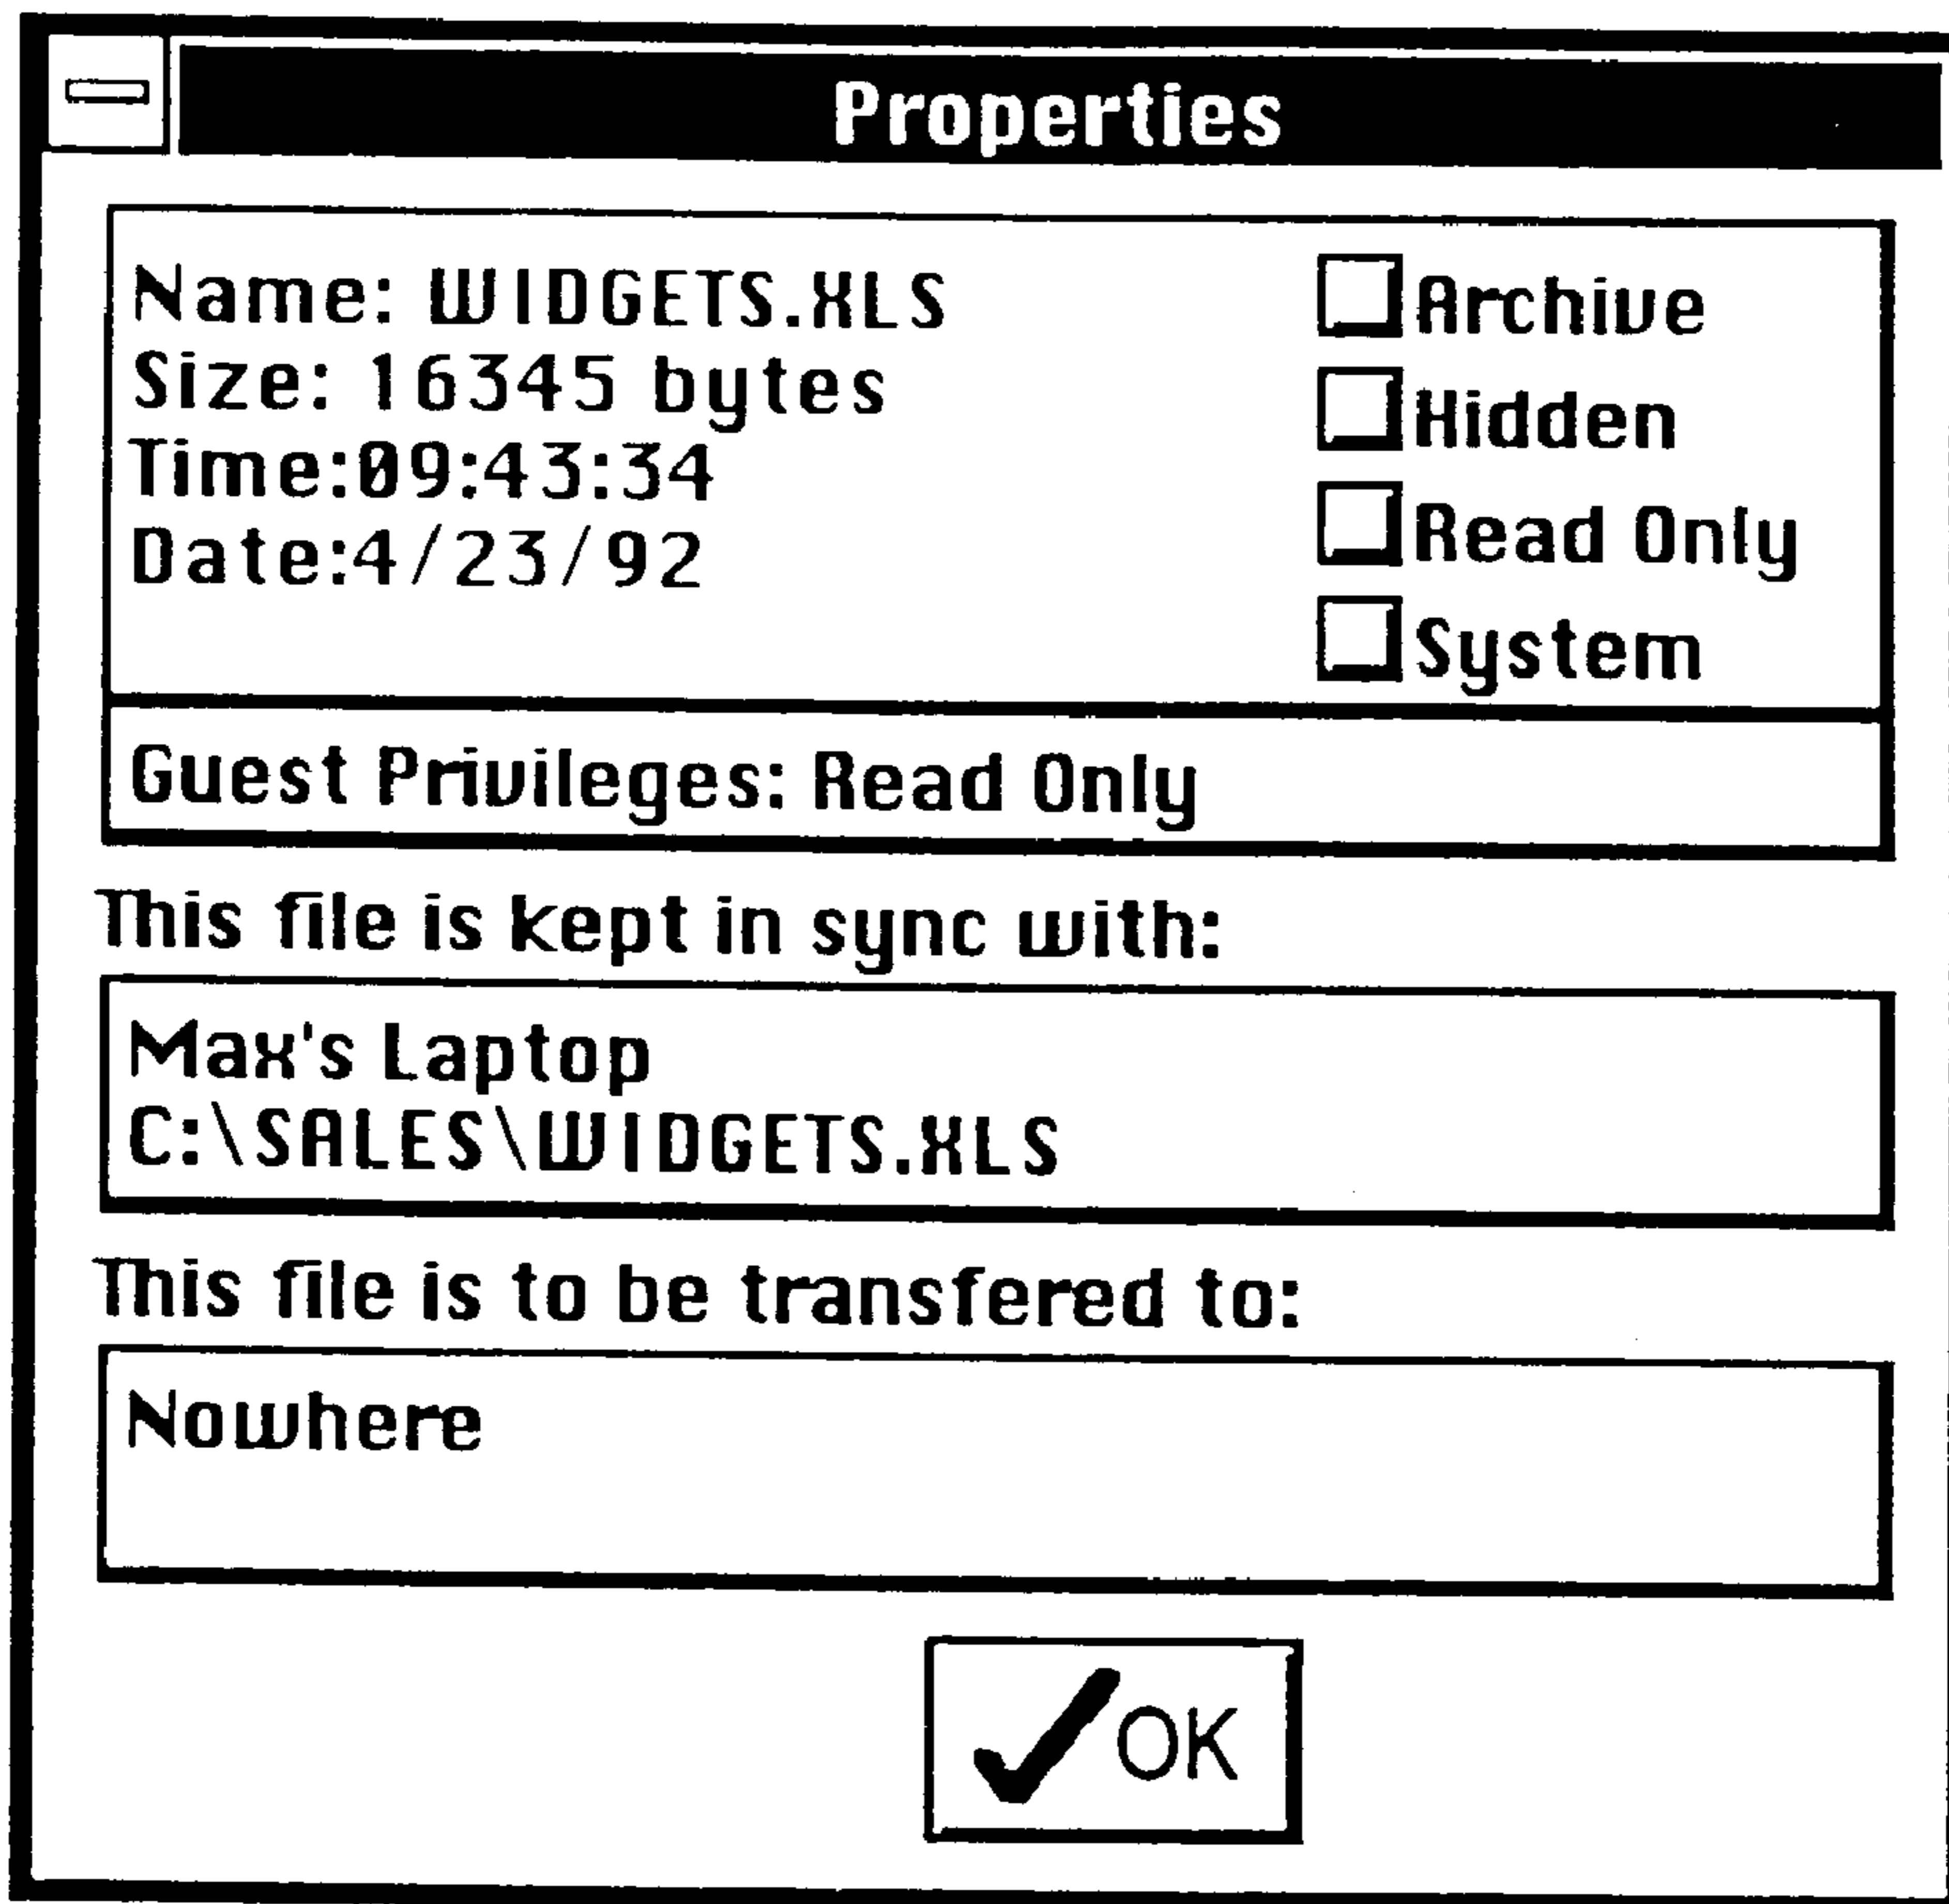 Properties
Name: WIDGETS.XLS
Size: 16345 bytes
Time:09:43:34
Date:4/23/92
Archive
Hidden
Read Only
System
Guest Privileges: Read Only
This file is kept in sync with:
Max's Laptop
C:\SALES\WIDGETS.XLS
This file is to be transfered to:
Nowhere
OK